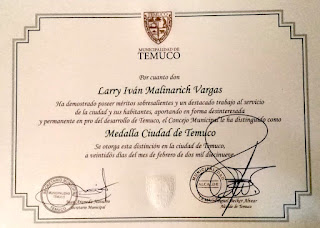 TEMUCO
MUNICIPALIDAD DE
TEMUCO
Por cuanto don
Larry Iván Malinarich Vargas
Ha demostrado poseer méritos sobresalientes y un destacado trabajo al servicio
de la ciudad y sus habitantes, aportando en forma desinteresada
y permanente en pro del desarrollo de Temuco, el Concejo Municipal le ha distinguido como
Medalla Ciudad de Temuco
Se otorga esta distinción en la ciudad de Temuco,
a veintidós días del mes de febrero de dos mil diecinueve.
ALCALDE
Secretario Municipal
Alcalde de Temuco